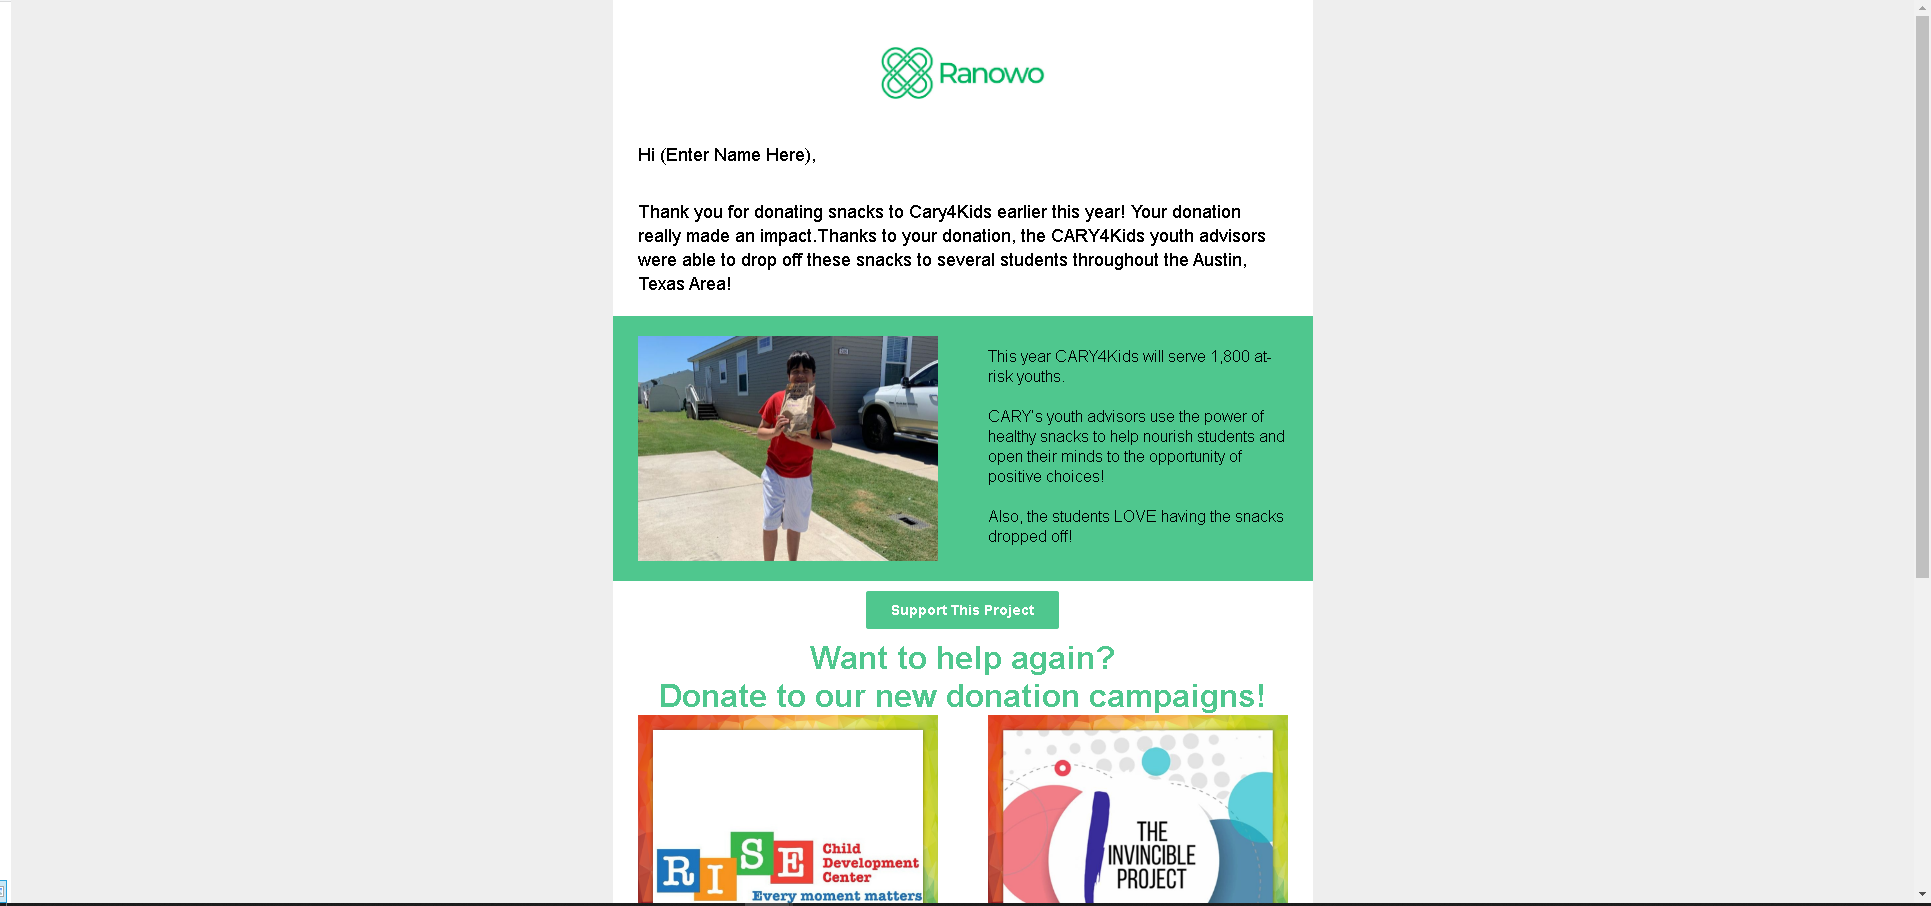 Ranowo
Hi (Enter Name Here),
Thank you for donating snacks to Cary4Kids earlier this year! Your donation
really made an impact.Thanks to your donation, the CARY4Kids youth advisors
were able to drop off these snacks to several students throughout the Austin,
Texas Area!
This year CARY4Kids will serve 1,800 at-
risk youths.
CARY's youth advisors use the power of
healthy snacks to help nourish students and
open their minds to the opportunity of
positive choices!
Also, the students LOVE having the snacks
dropped off!
Support This Project
Want to help again?
Donate to our new donation campaigns!
RISE
Child
Development
Center
Every moment matters
THE
INVINCIBLE
PROJECT